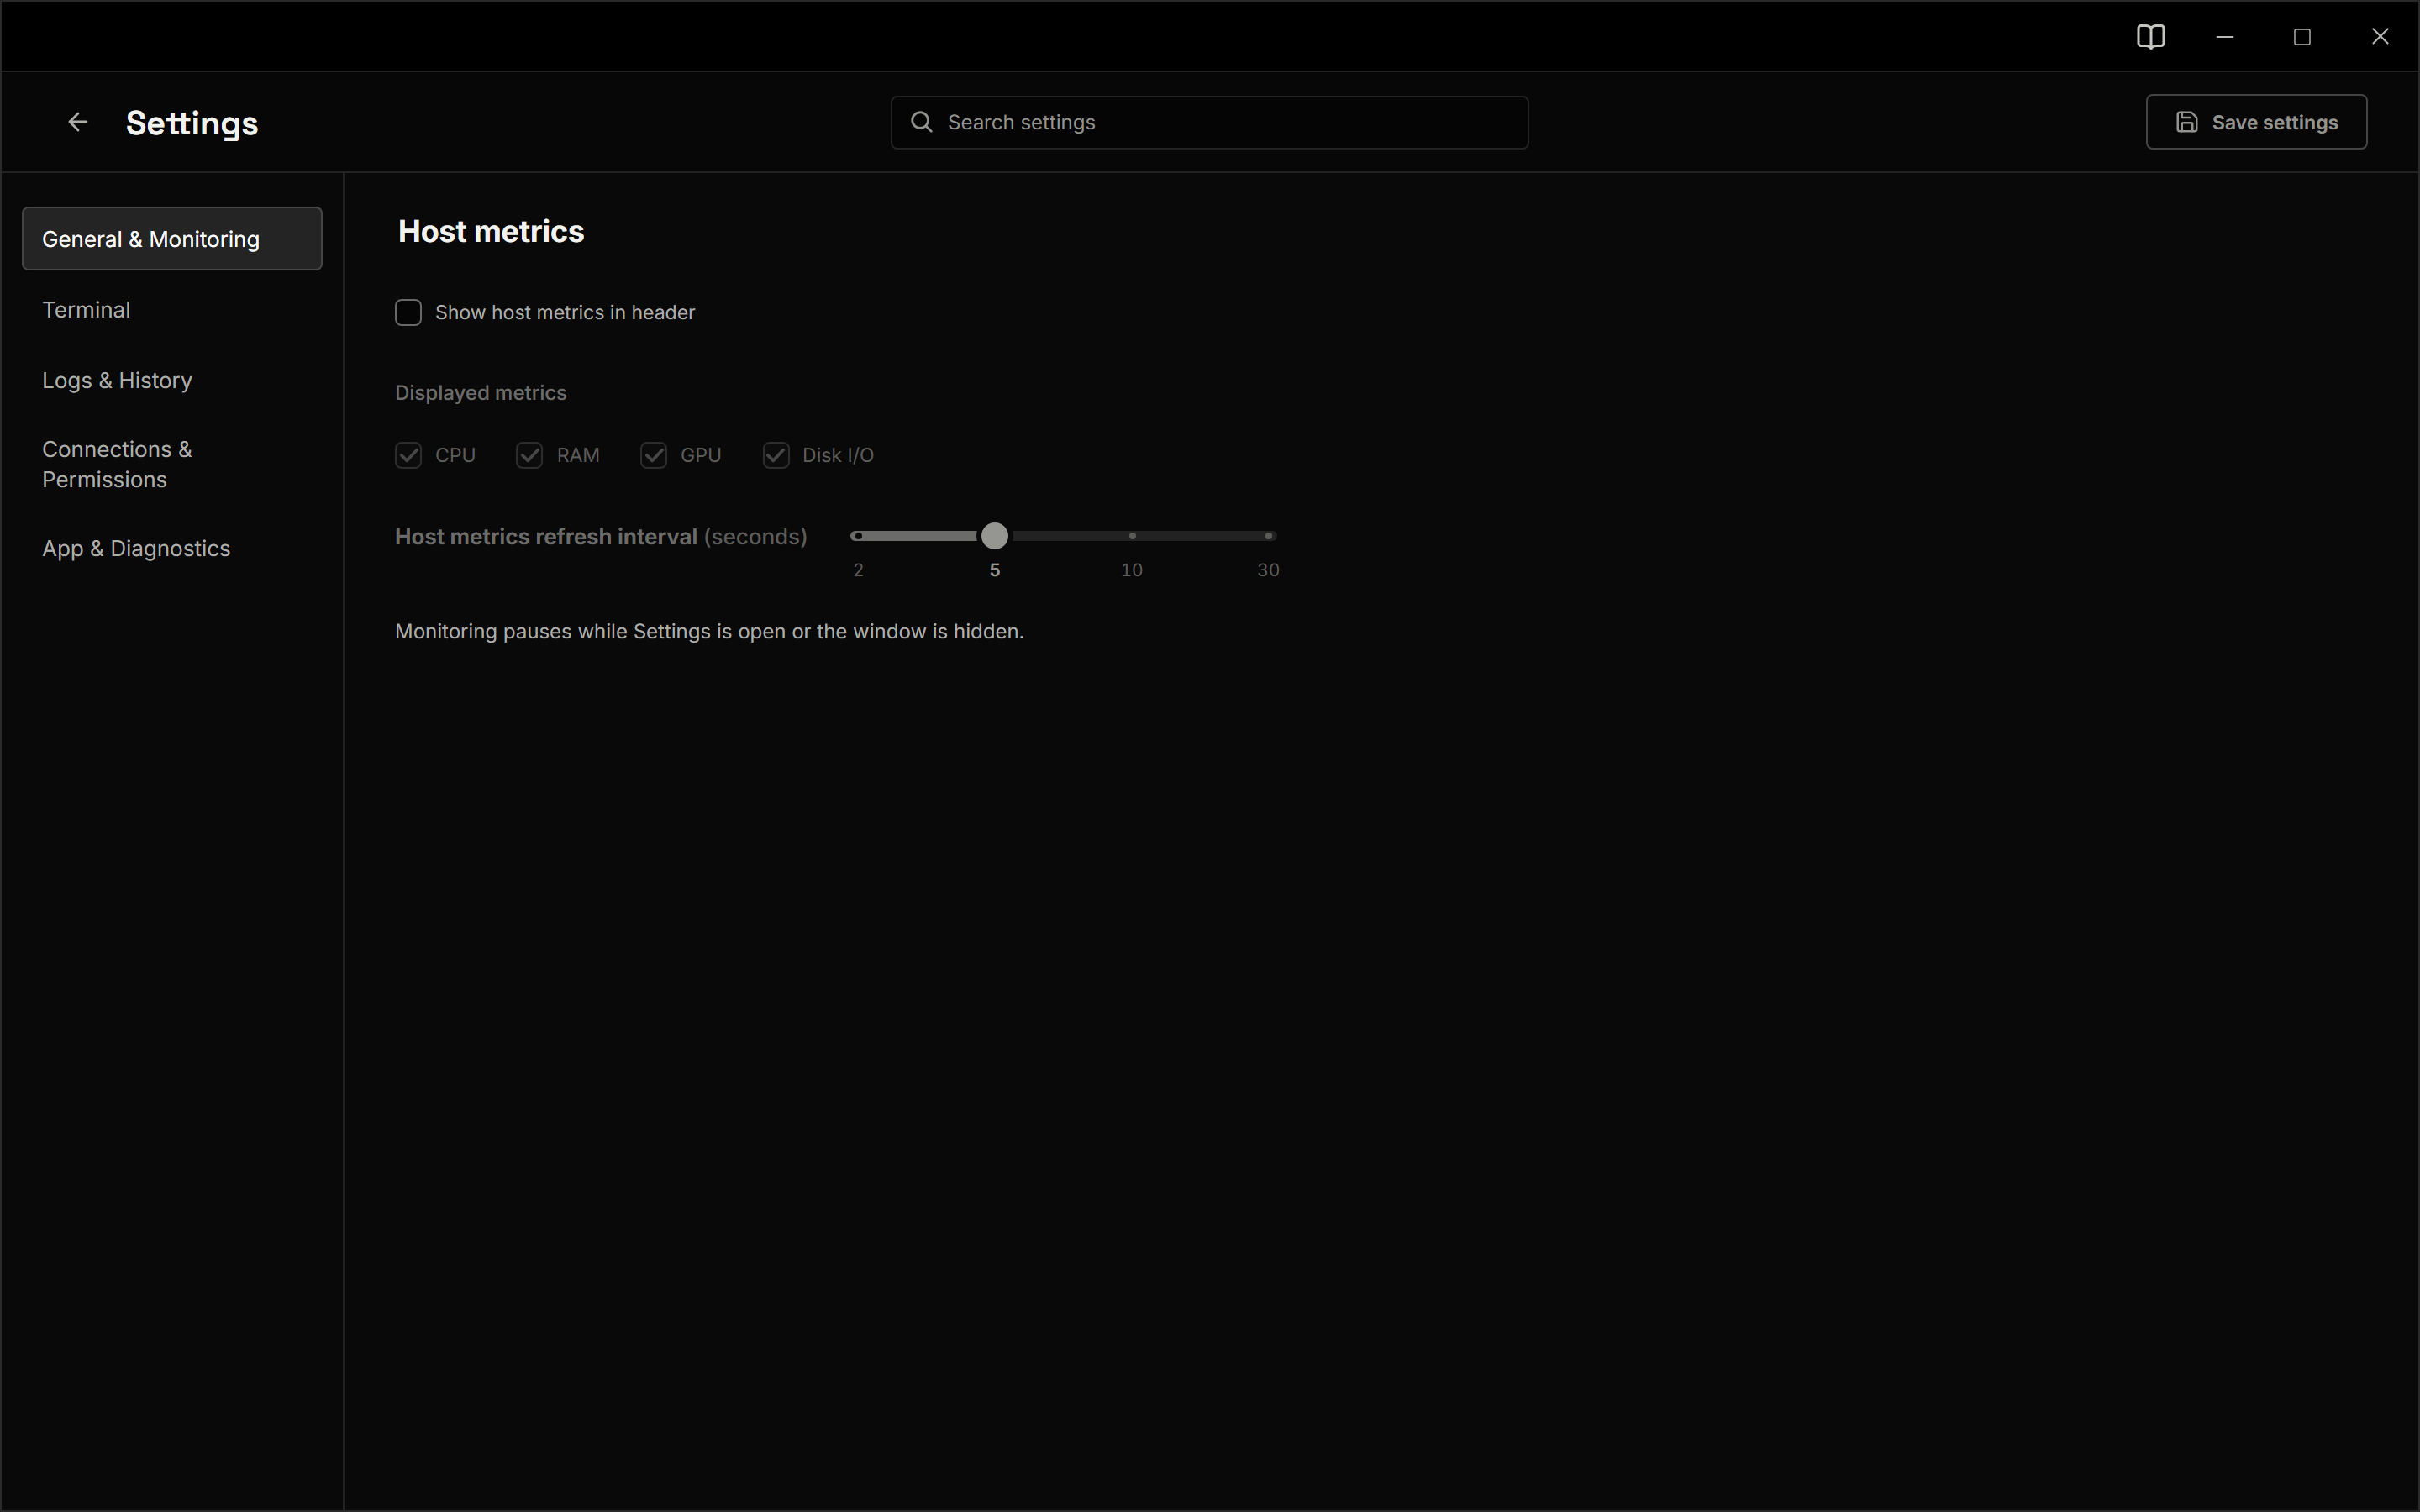 Settings
Search settings
Save settings
General & Monitoring
Terminal
Logs & History
Connections &
Permissions
App & Diagnostics
Host metrics
Show host metrics in header
Displayed metrics
CPU RAM GPU Disk I/O
Host metrics refresh interval (seconds)
2 5 10 30
Monitoring pauses while Settings is open or the window is hidden.